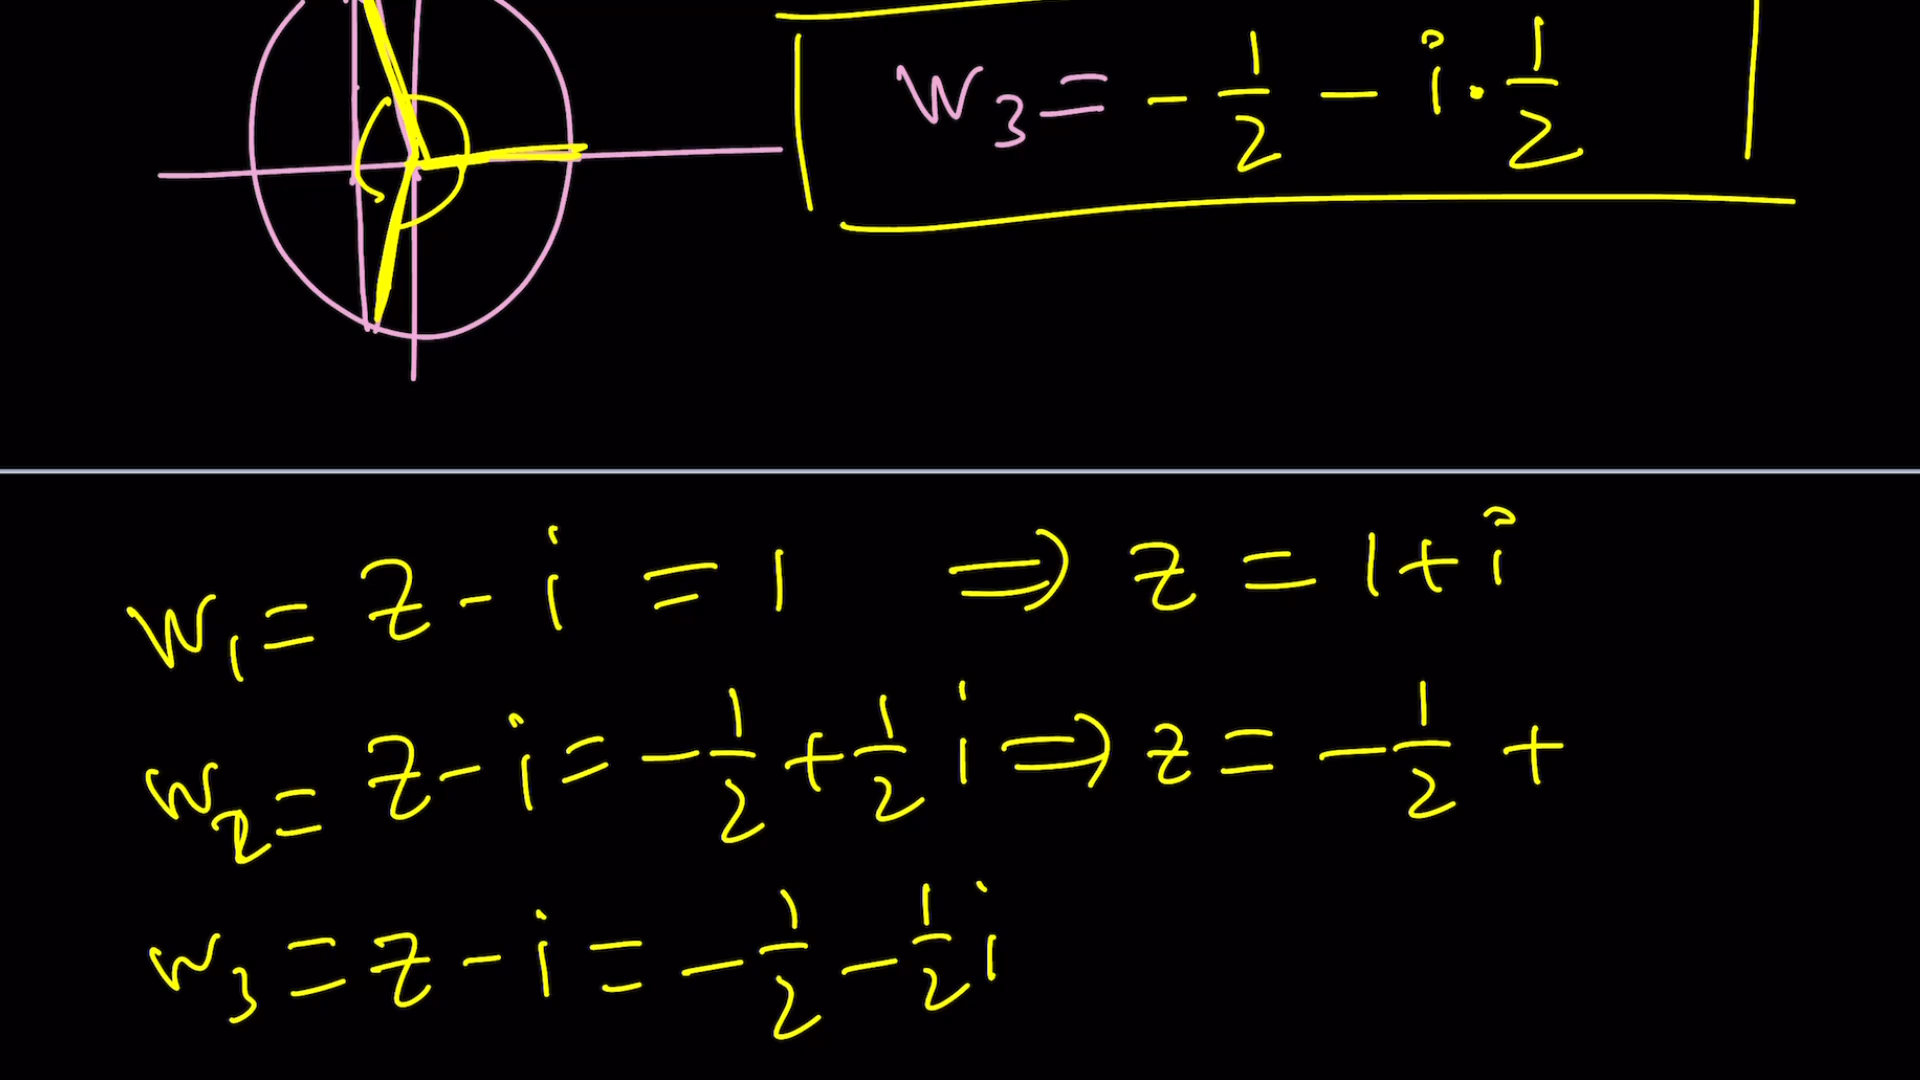 w₃ = - 1/2 - i · 1/2
w₁ = z - i = 1 ⇒ z = 1 + i
w₂ = z - i = - 1/2 + 1/2 i ⇒ z = - 1/2 +
w₃ = z - i = - 1/2 - 1/2 i